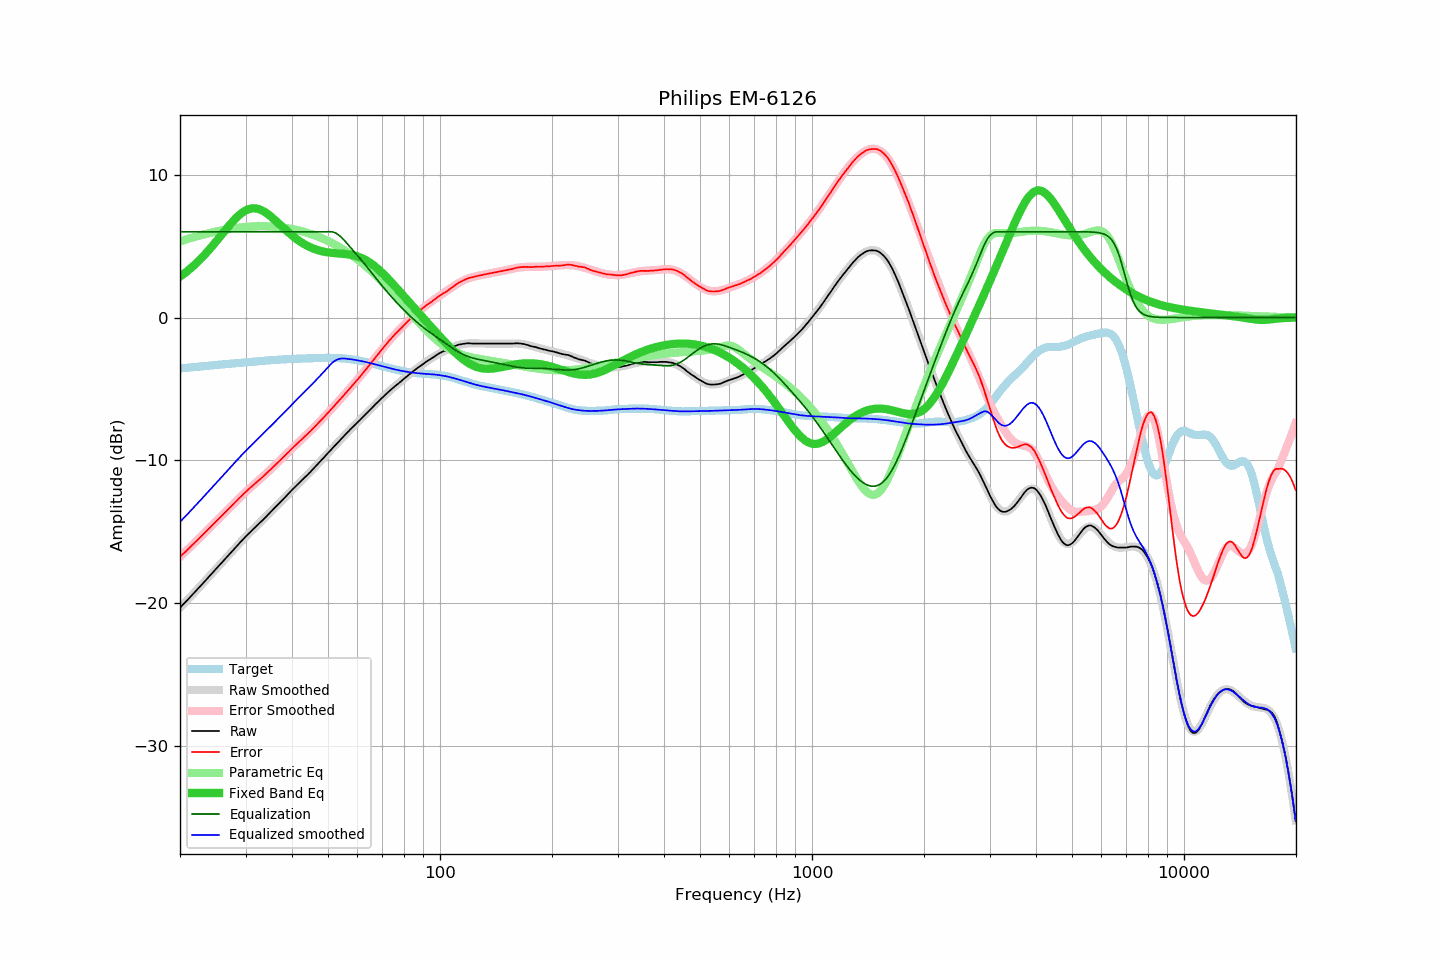 Philips EM-6126
10
0
−10
−20
−30
Amplitude (dBr)
Target
Raw Smoothed
Error Smoothed
Raw
Error
Parametric Eq
Fixed Band Eq
Equalization
Equalized smoothed
100
1000
10000
Frequency (Hz)